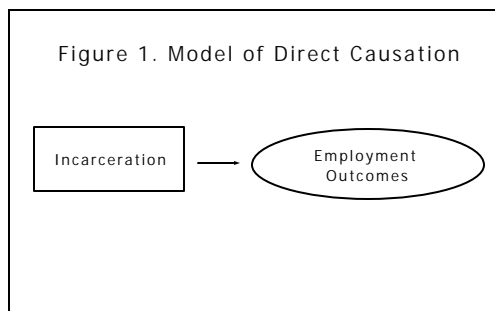 Figure 1. Model of Direct Causation
Incarceration
Employment
Outcomes